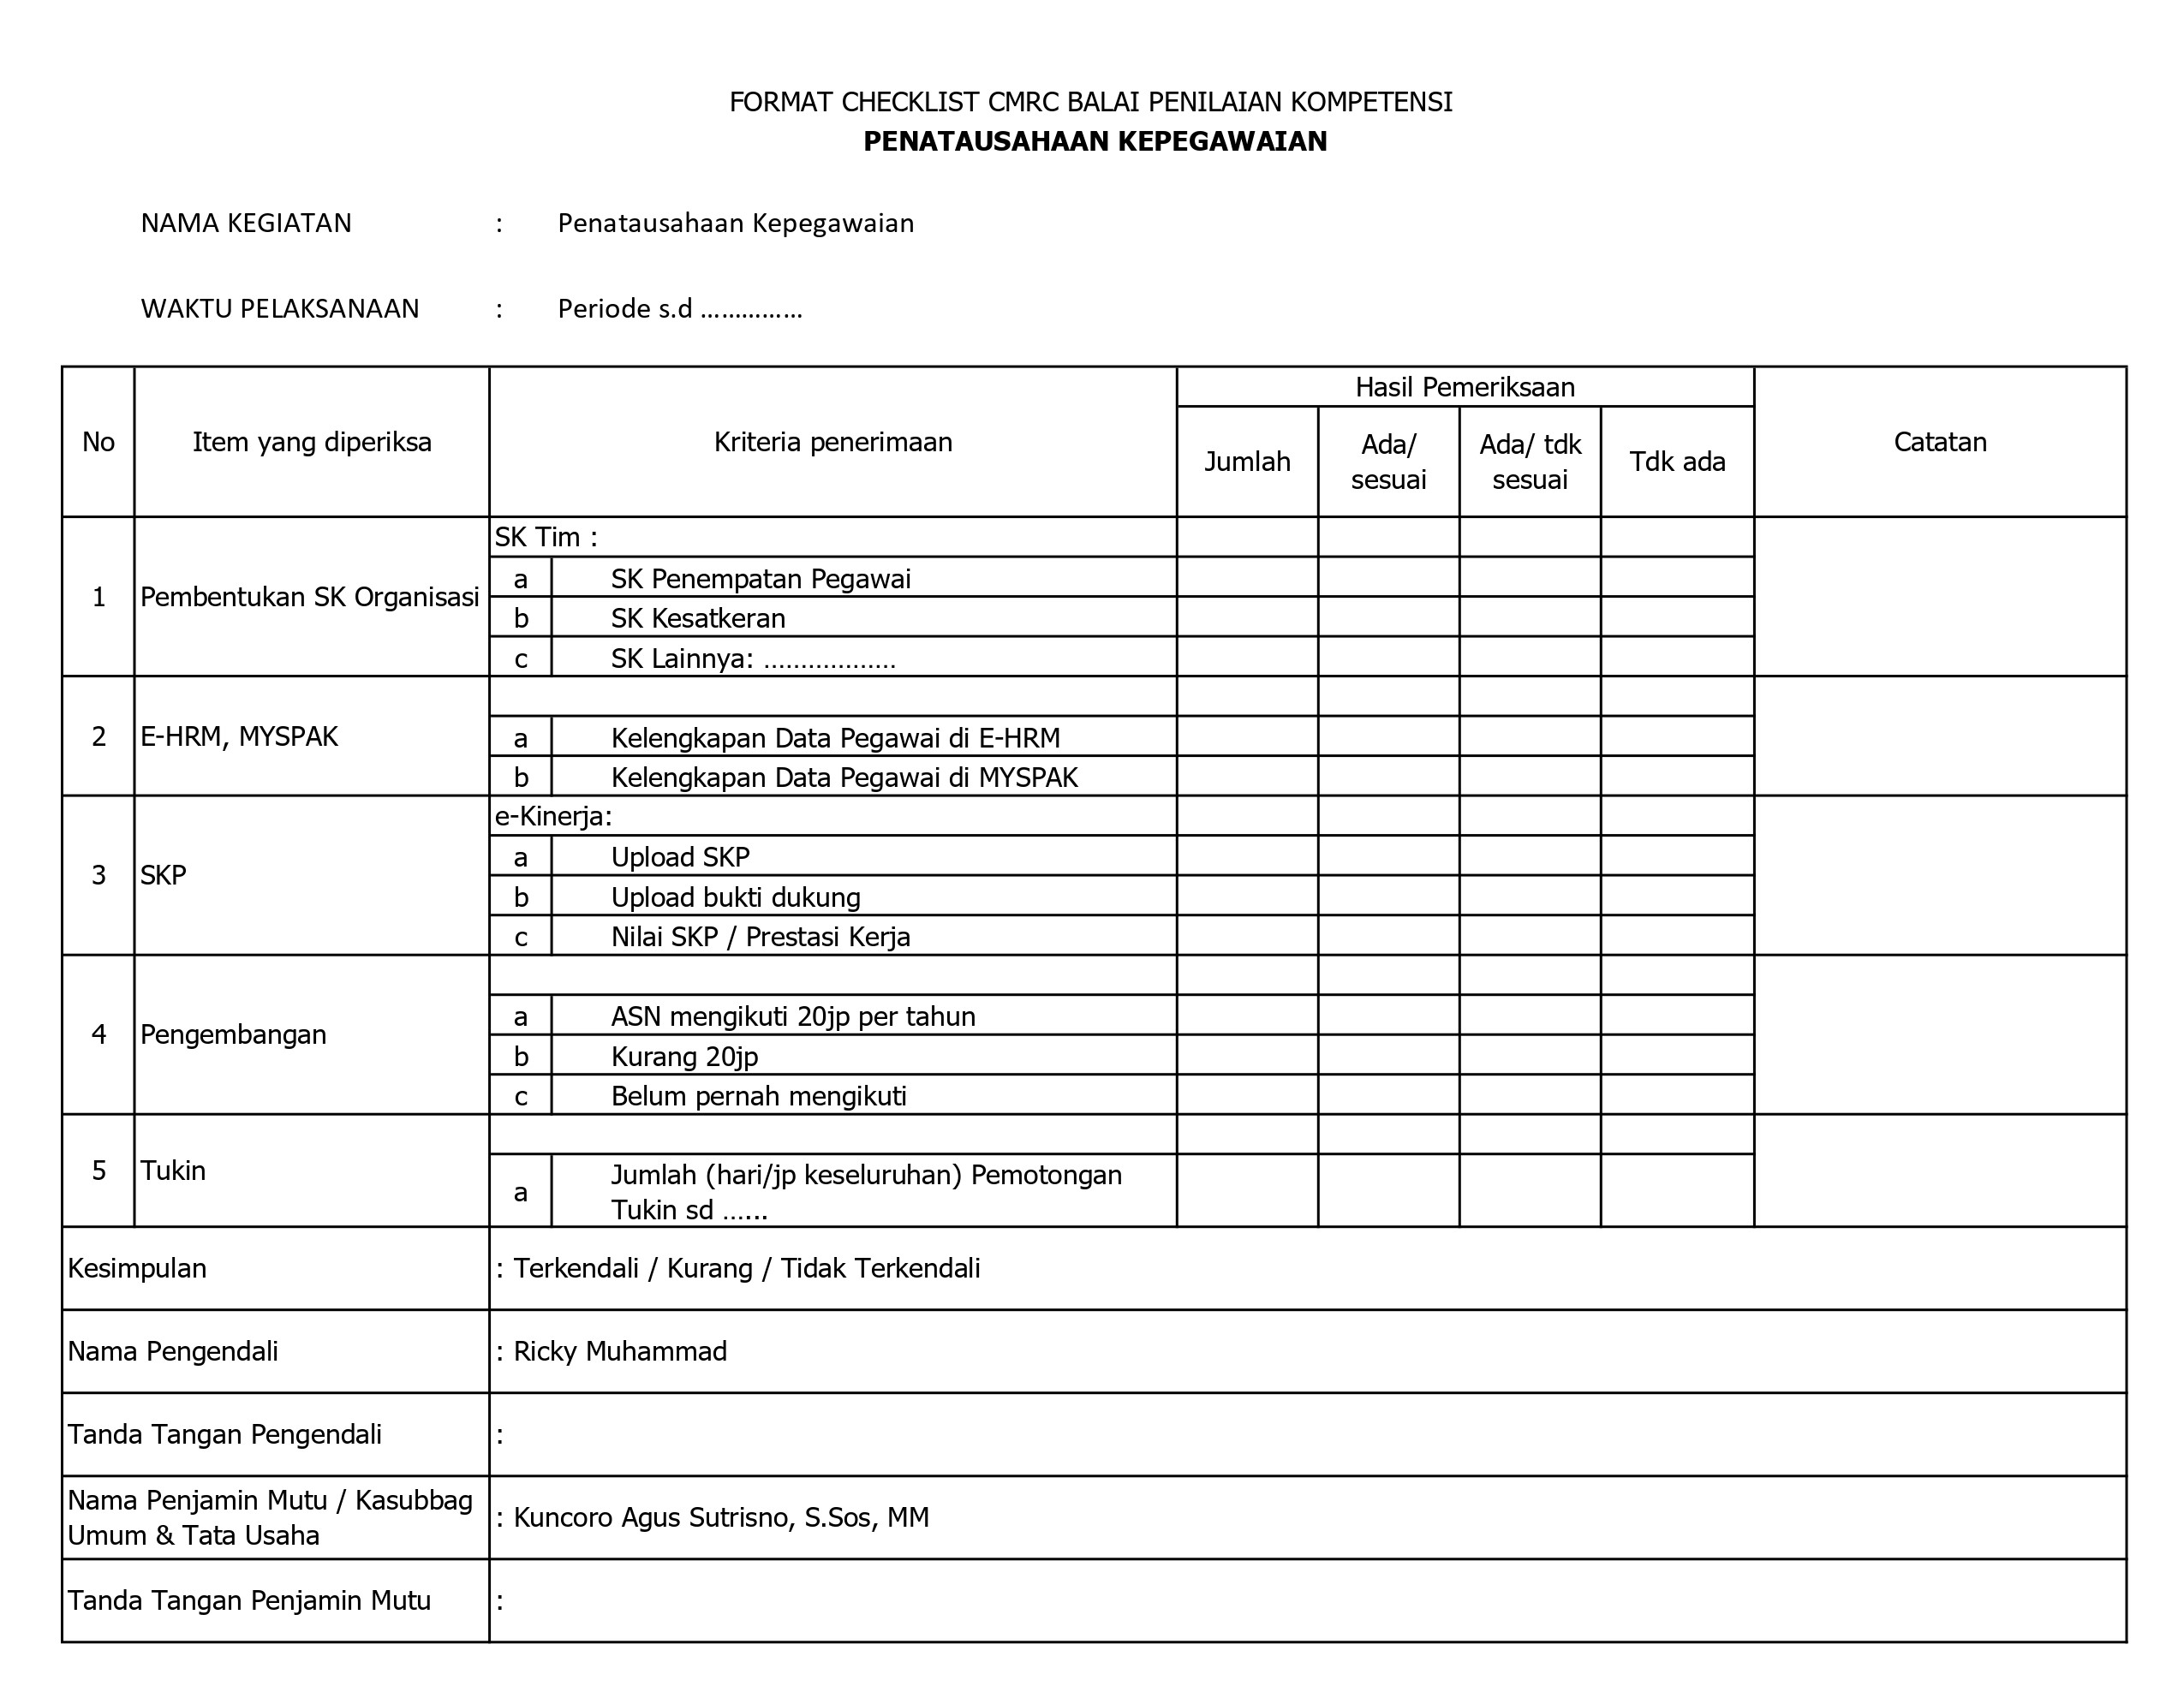 FORMAT CHECKLIST CMRC BALAI PENILAIAN KOMPETENSI
PENATAUSAHAAN KEPEGAWAIAN
NAMA KEGIATAN : Penatausahaan Kepegawaian
WAKTU PELAKSANAAN : Periode s.d ...............
No Item yang diperiksa Kriteria penerimaan Hasil Pemeriksaan Catatan
Jumlah Ada/ sesuai Ada/ tdk sesuai Tdk ada
1 Pembentukan SK Organisasi
SK Tim :
a SK Penempatan Pegawai
b SK Kesatkeran
c SK Lainnya: ..................
2 E-HRM, MYSPAK
a Kelengkapan Data Pegawai di E-HRM
b Kelengkapan Data Pegawai di MYSPAK
3 SKP
e-Kinerja:
a Upload SKP
b Upload bukti dukung
c Nilai SKP / Prestasi Kerja
4 Pengembangan
a ASN mengikuti 20jp per tahun
b Kurang 20jp
c Belum pernah mengikuti
5 Tukin
a Jumlah (hari/jp keseluruhan) Pemotongan
Tukin sd ......
Kesimpulan : Terkendali / Kurang / Tidak Terkendali
Nama Pengendali : Ricky Muhammad
Tanda Tangan Pengendali :
Nama Penjamin Mutu / Kasubbag
Umum & Tata Usaha : Kuncoro Agus Sutrisno, S.Sos, MM
Tanda Tangan Penjamin Mutu :